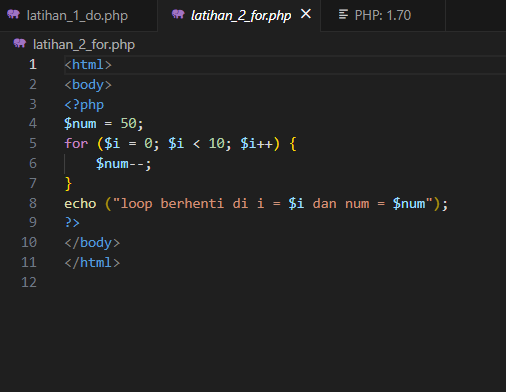 latihan_1_do.php latihan_2_for.php PHP: 1.70
latihan_2_for.php
1 <html>
2 <body>
3 <?php
4 $num = 50;
5 for ($i = 0; $i < 10; $i++) {
6     $num--;
7 }
8 echo ("loop berhenti di i = $i dan num = $num");
9 ?>
10 </body>
11 </html>
12